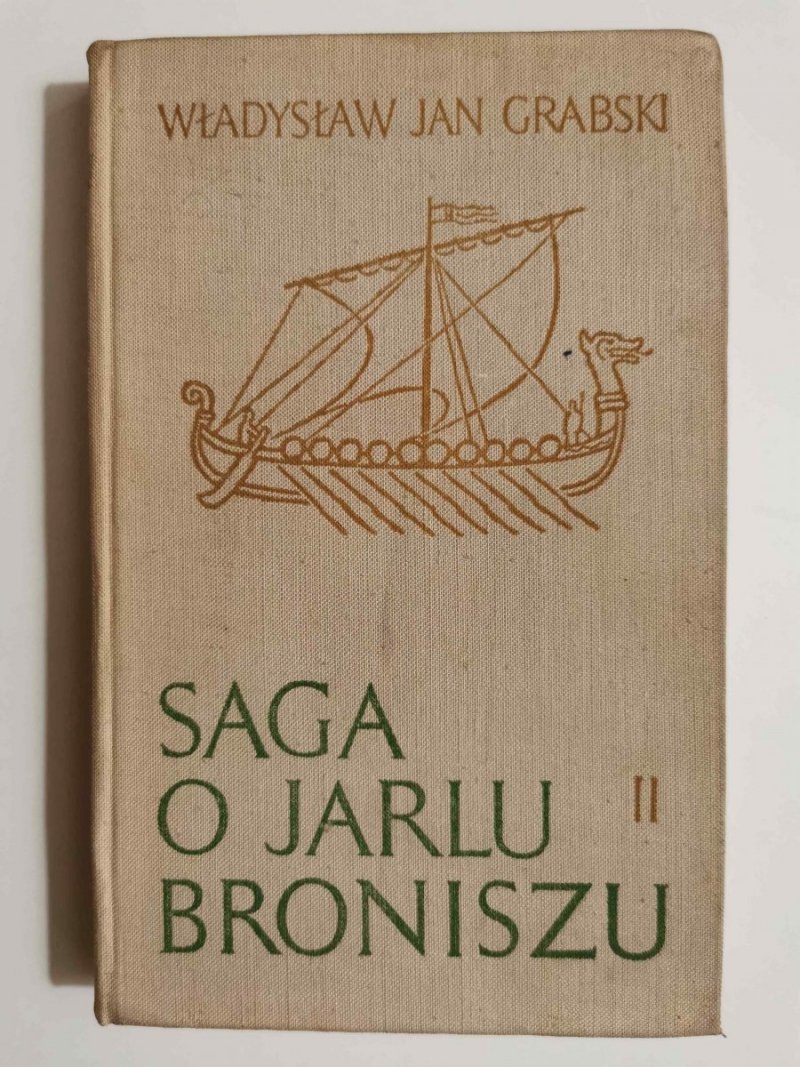 WŁADYSŁAW JAN GRABSKI
SAGA
O JARLU II
BRONISZU